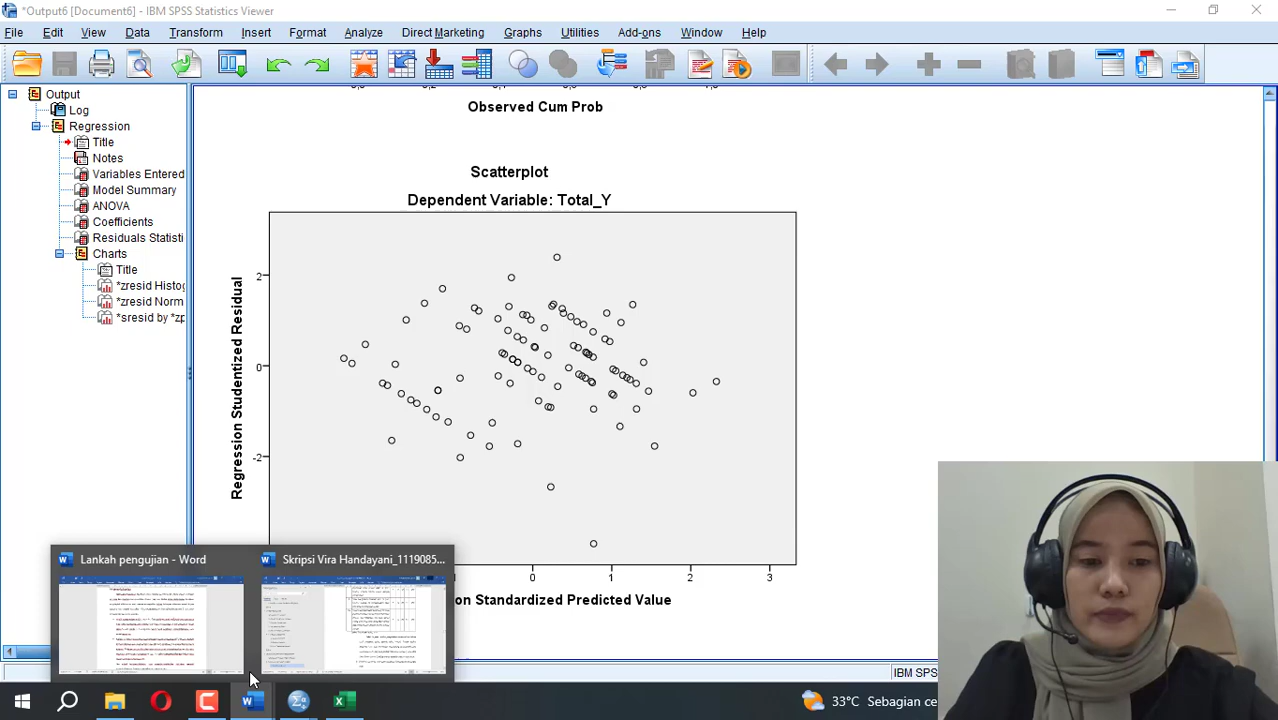 *Output6 [Document6] - IBM SPSS Statistics Viewer
File Edit View Data Transform Insert Format Analyze Direct Marketing Graphs Utilities Add-ons Window Help
Output
Log
Regression
Title
Notes
Variables Entered
Model Summary
ANOVA
Coefficients
Residuals Statisti
Charts
Title
*zresid Histog
*zresid Norm
*sresid by *zp
Observed Cum Prob
Scatterplot
Dependent Variable: Total_Y
Regression Studentized Residual
2
0
-2
0 1 2 3
on Standardized Predicted Value
Lankah pengujian - Word
Skripsi Vira Handayani_1119085...
IBM SPS
33°C Sebagian ce